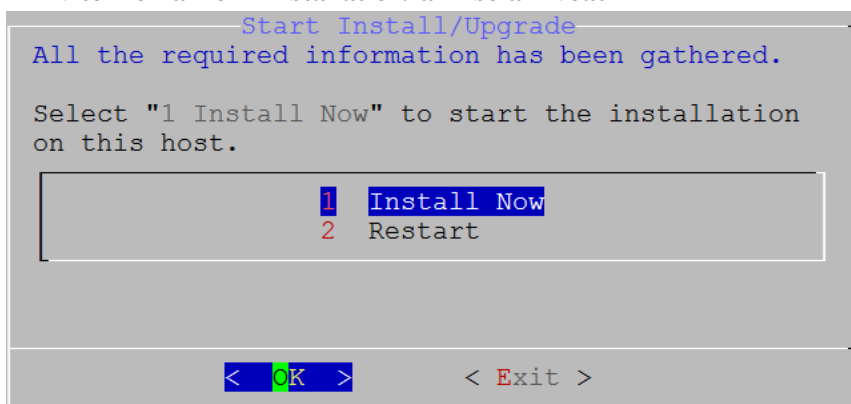 Start Install/Upgrade
All the required information has been gathered.
Select "1 Install Now" to start the installation
on this host.
1 Install Now
2 Restart
< OK > < Exit >